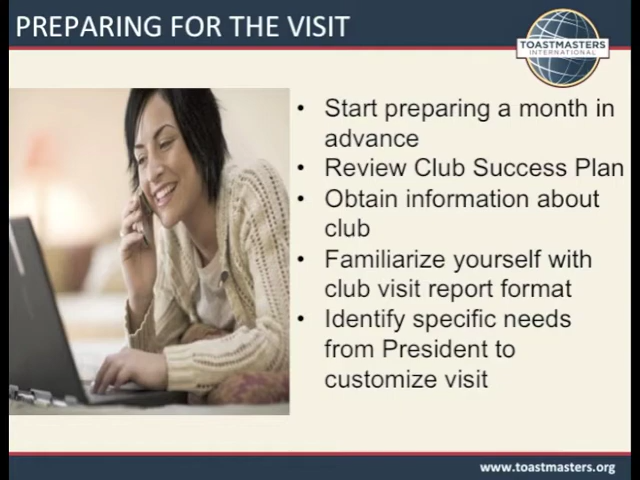 PREPARING FOR THE VISIT
TOASTMASTERS
INTERNATIONAL
• Start preparing a month in
advance
• Review Club Success Plan
• Obtain information about
club
• Familiarize yourself with
club visit report format
• Identify specific needs
from President to
customize visit
www.toastmasters.org